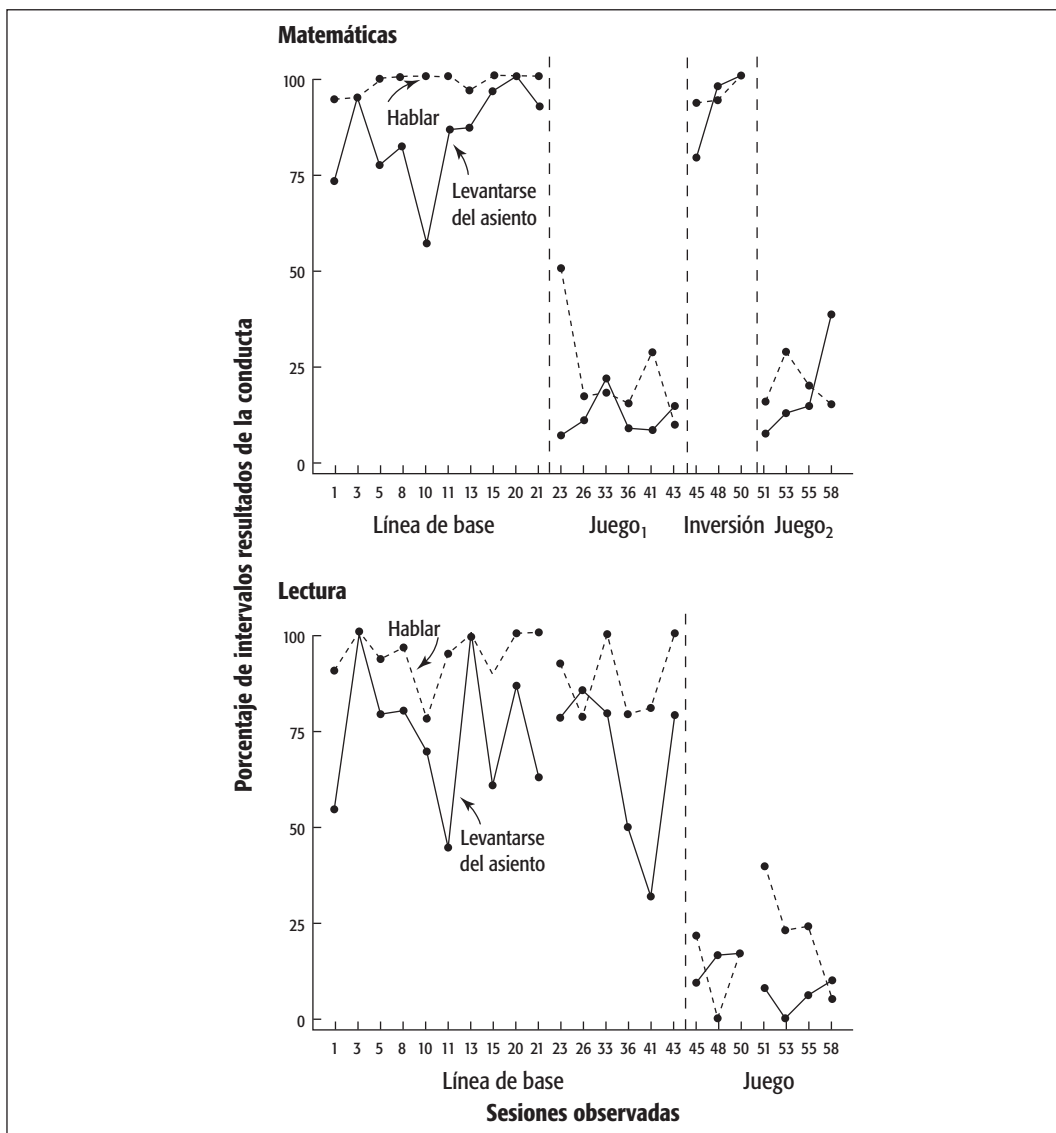 Matemáticas
Porcentaje de intervalos resultados de la conducta
100
75
50
25
0
Hablar
Levantarse
del asiento
1 3 5 8 10 11 13 15 20 21 23 26 33 36 41 43 45 48 50 51 53 55 58
Línea de base Juego1 Inversión Juego2
Lectura
100
75
50
25
0
Hablar
Levantarse
del asiento
1 3 5 8 10 11 13 15 20 21 23 26 33 36 41 43 45 48 50 51 53 55 58
Línea de base Juego
Sesiones observadas